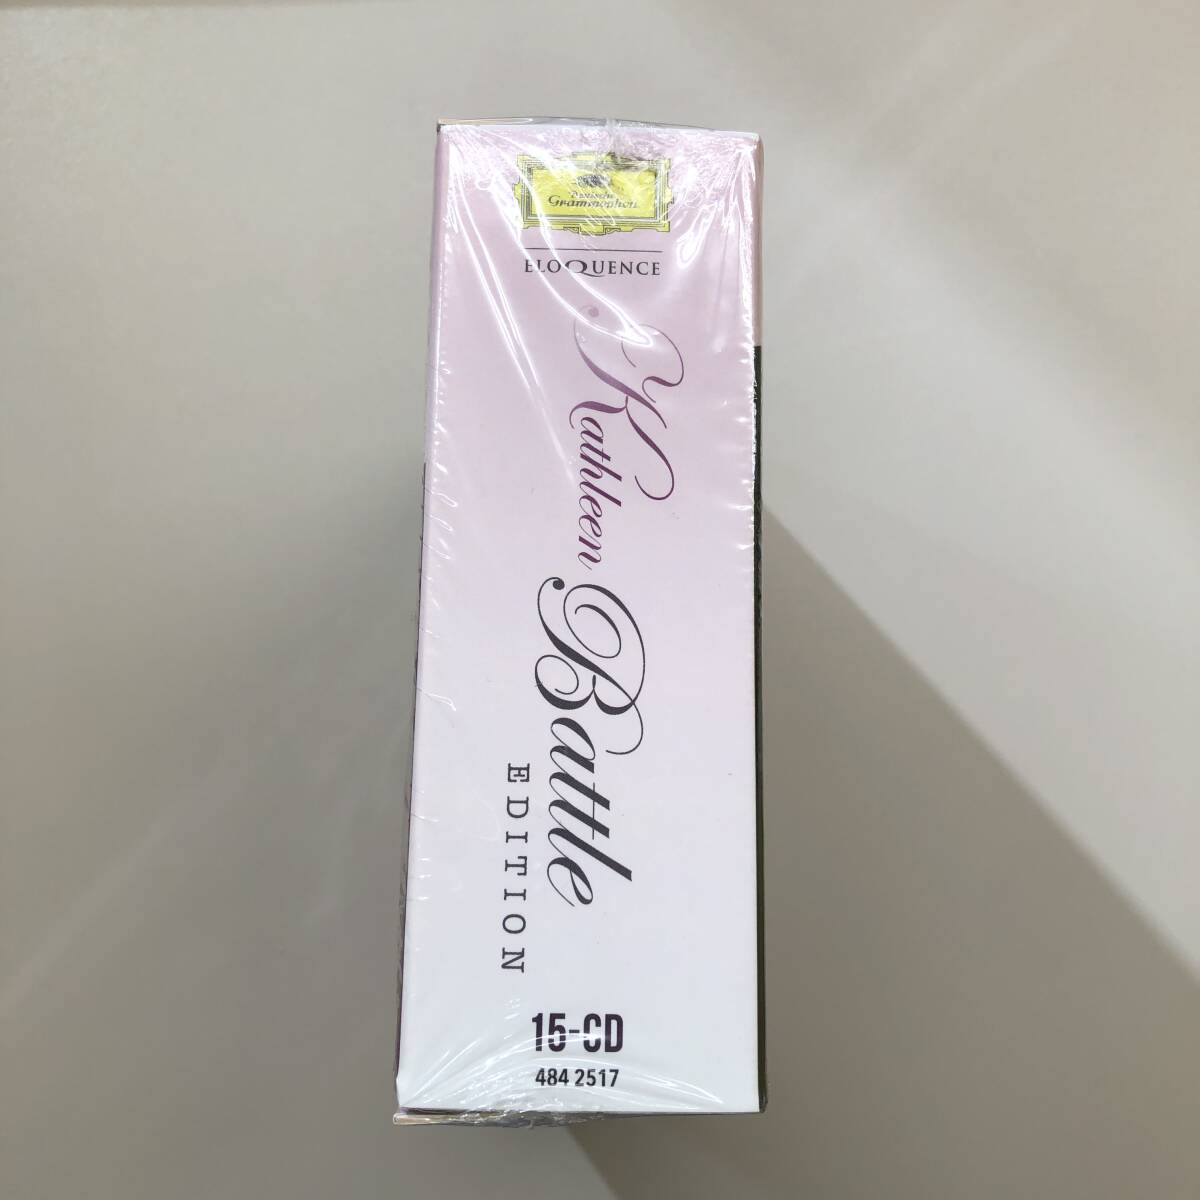 Deutsche
Grammophon
ELOQUENCE
Kathleen Battle
EDITION
15-CD
484 2517